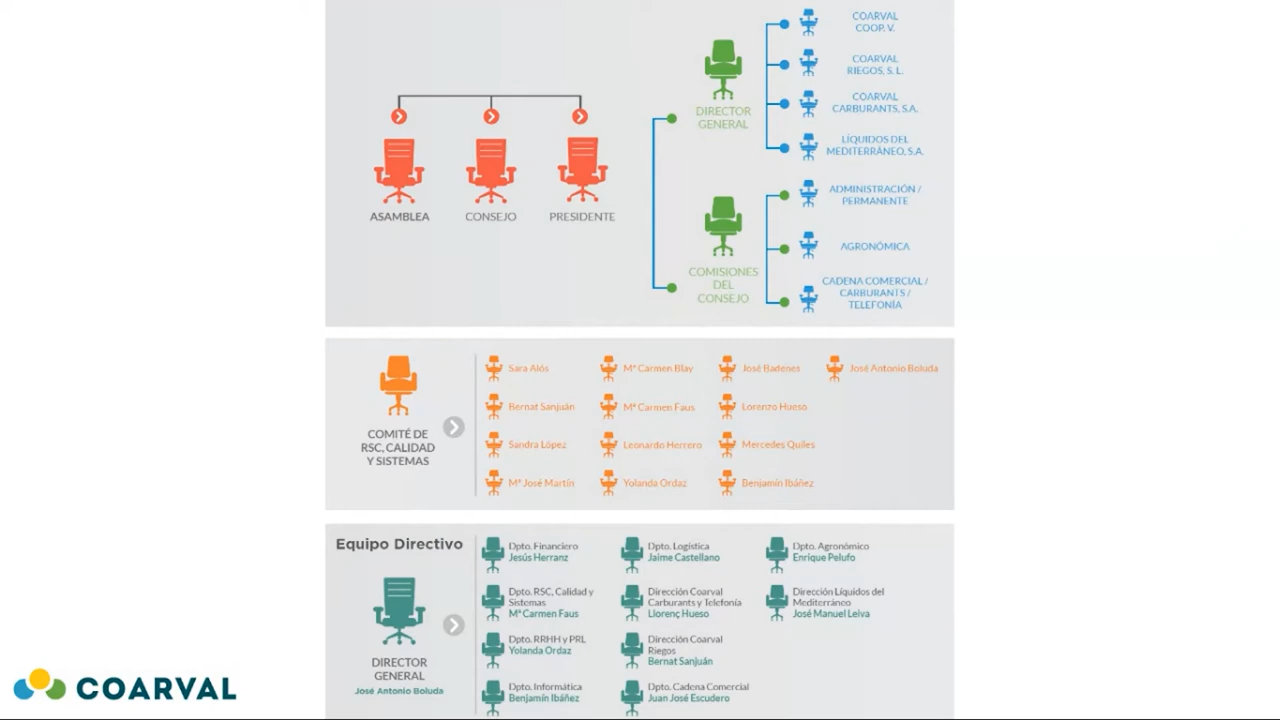 ASAMBLEA
CONSEJO
PRESIDENTE
DIRECTOR
GENERAL
COMISIONES
DEL
CONSEJO
COARVAL
COOP. V.
COARVAL
RIEGOS, S. L.
COARVAL
CARBURANTS, S.A.
LÍQUIDOS DEL
MEDITERRÁNEO, S.A.
ADMINISTRACIÓN /
PERMANENTE
AGRONÓMICA
CADENA COMERCIAL /
CARBURANTS /
TELEFONÍA
COMITÉ DE
RSC, CALIDAD
Y SISTEMAS
Sara Alós
Mª Carmen Blay
José Badenes
José Antonio Boluda
Bernat Sanjuán
Mª Carmen Faus
Lorenzo Hueso
Sandra López
Leonardo Herrero
Mercedes Quiles
Mª José Martín
Yolanda Ordaz
Benjamín Ibáñez
Equipo Directivo
DIRECTOR
GENERAL
José Antonio Boluda
Dpto. Financiero
Jesús Herranz
Dpto. Logística
Jaime Castellano
Dpto. Agronómico
Enrique Pelufo
Dpto. RSC, Calidad y
Sistemas
Mª Carmen Faus
Dirección Coarval
Carburants y Telefonía
Llorenç Hueso
Dirección Líquidos del
Mediterráneo
José Manuel Leiva
Dpto. RRHH y PRL
Yolanda Ordaz
Dirección Coarval
Riegos
Bernat Sanjuán
Dpto. Informática
Benjamín Ibáñez
Dpto. Cadena Comercial
Juan José Escudero
COARVAL